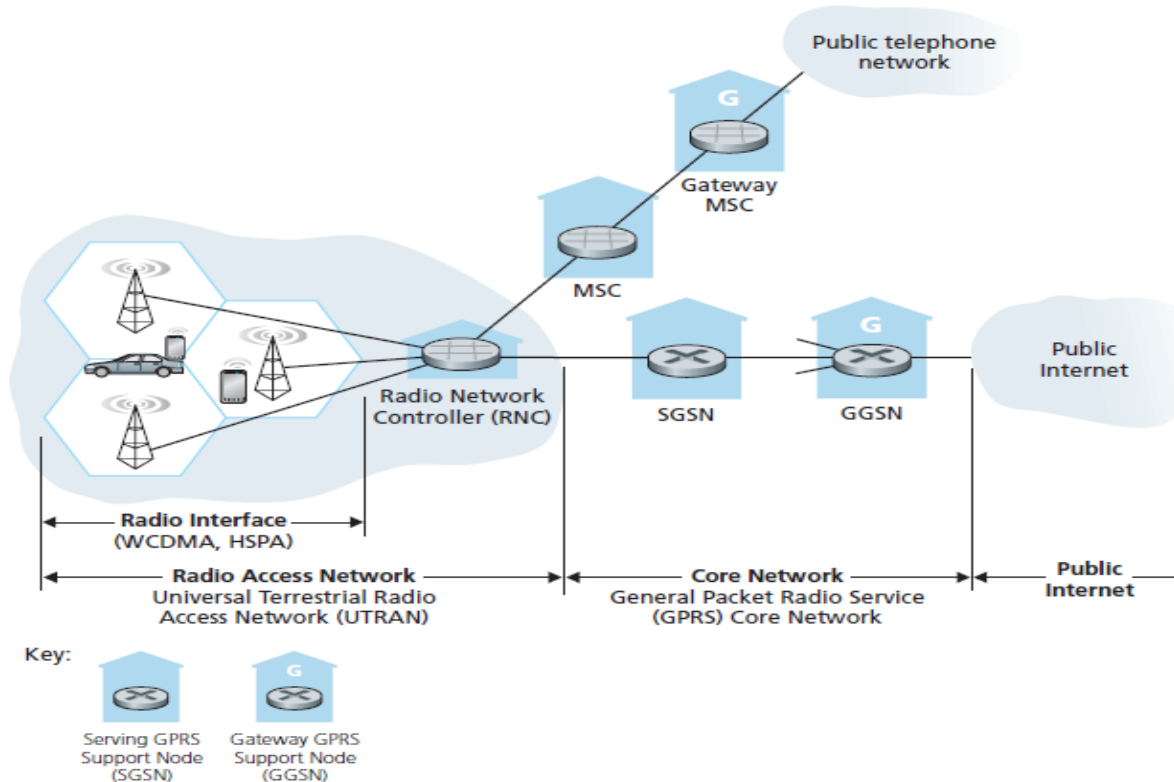 Public telephone
network
G
Gateway
MSC
MSC
G
SGSN
GGSN
Public
Internet
Radio Network
Controller (RNC)
Radio Interface
(WCDMA, HSPA)
Radio Access Network
Universal Terrestrial Radio
Access Network (UTRAN)
Core Network
General Packet Radio Service
(GPRS) Core Network
Public
Internet
Key:
G
Serving GPRS
Support Node
(SGSN)
Gateway GPRS
Support Node
(GGSN)